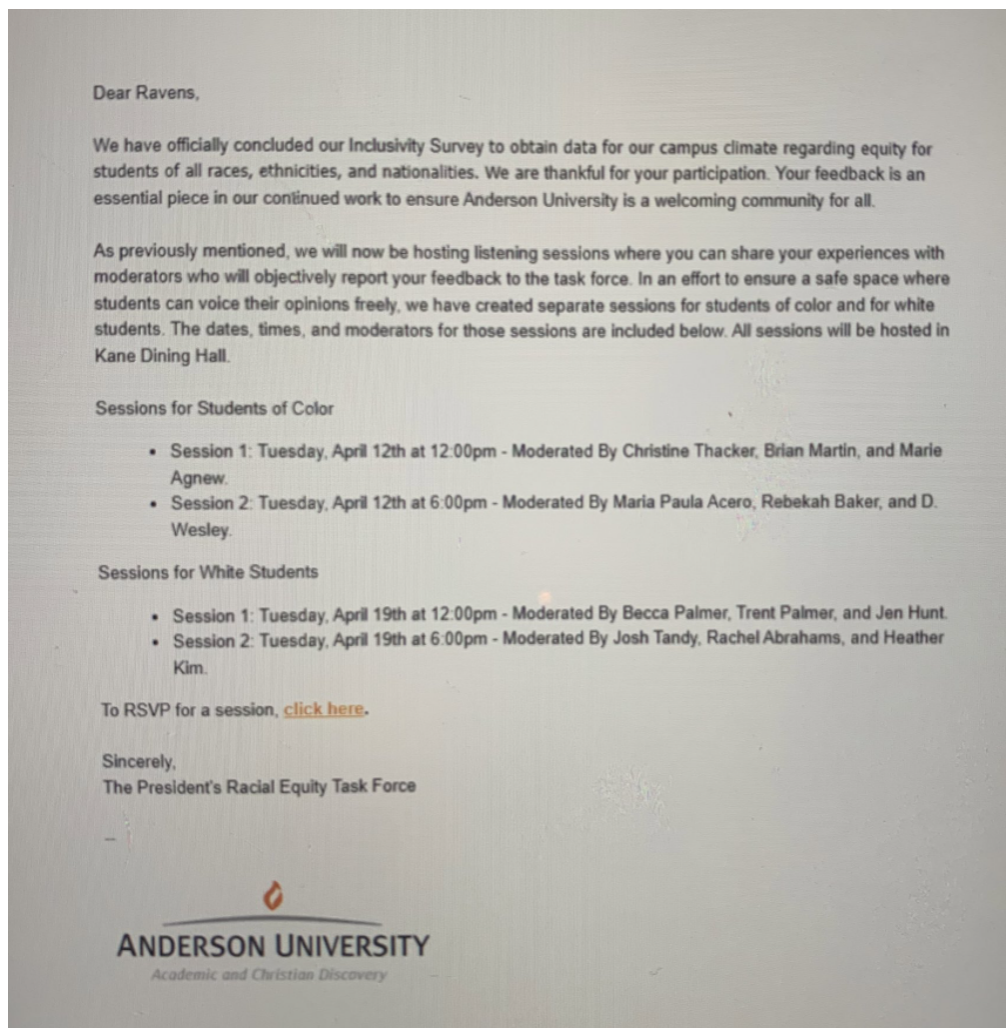 Dear Ravens,
We have officially concluded our Inclusivity Survey to obtain data for our campus climate regarding equity for
students of all races, ethnicities, and nationalities. We are thankful for your participation. Your feedback is an
essential piece in our continued work to ensure Anderson University is a welcoming community for all.
As previously mentioned, we will now be hosting listening sessions where you can share your experiences with
moderators who will objectively report your feedback to the task force. In an effort to ensure a safe space where
students can voice their opinions freely, we have created separate sessions for students of color and for white
students. The dates, times, and moderators for those sessions are included below. All sessions will be hosted in
Kane Dining Hall.
Sessions for Students of Color
• Session 1: Tuesday, April 12th at 12:00pm - Moderated By Christine Thacker, Brian Martin, and Marie
Agnew.
• Session 2: Tuesday, April 12th at 6:00pm - Moderated By Maria Paula Acero, Rebekah Baker, and D.
Wesley.
Sessions for White Students
• Session 1: Tuesday, April 19th at 12:00pm - Moderated By Becca Palmer, Trent Palmer, and Jen Hunt.
• Session 2: Tuesday, April 19th at 6:00pm - Moderated By Josh Tandy, Rachel Abrahams, and Heather
Kim.
To RSVP for a session, click here.
Sincerely,
The President's Racial Equity Task Force
--
ANDERSON UNIVERSITY
Academic and Christian Discovery